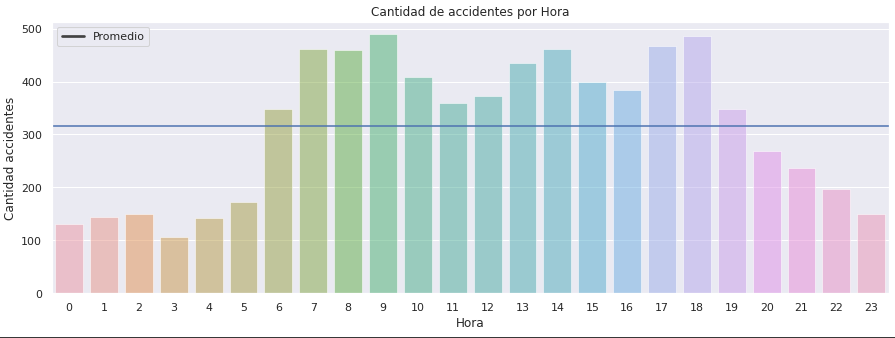 Cantidad de accidentes por Hora
Promedio
Cantidad accidentes
500
400
300
200
100
0
0 1 2 3 4 5 6 7 8 9 10 11 12 13 14 15 16 17 18 19 20 21 22 23
Hora